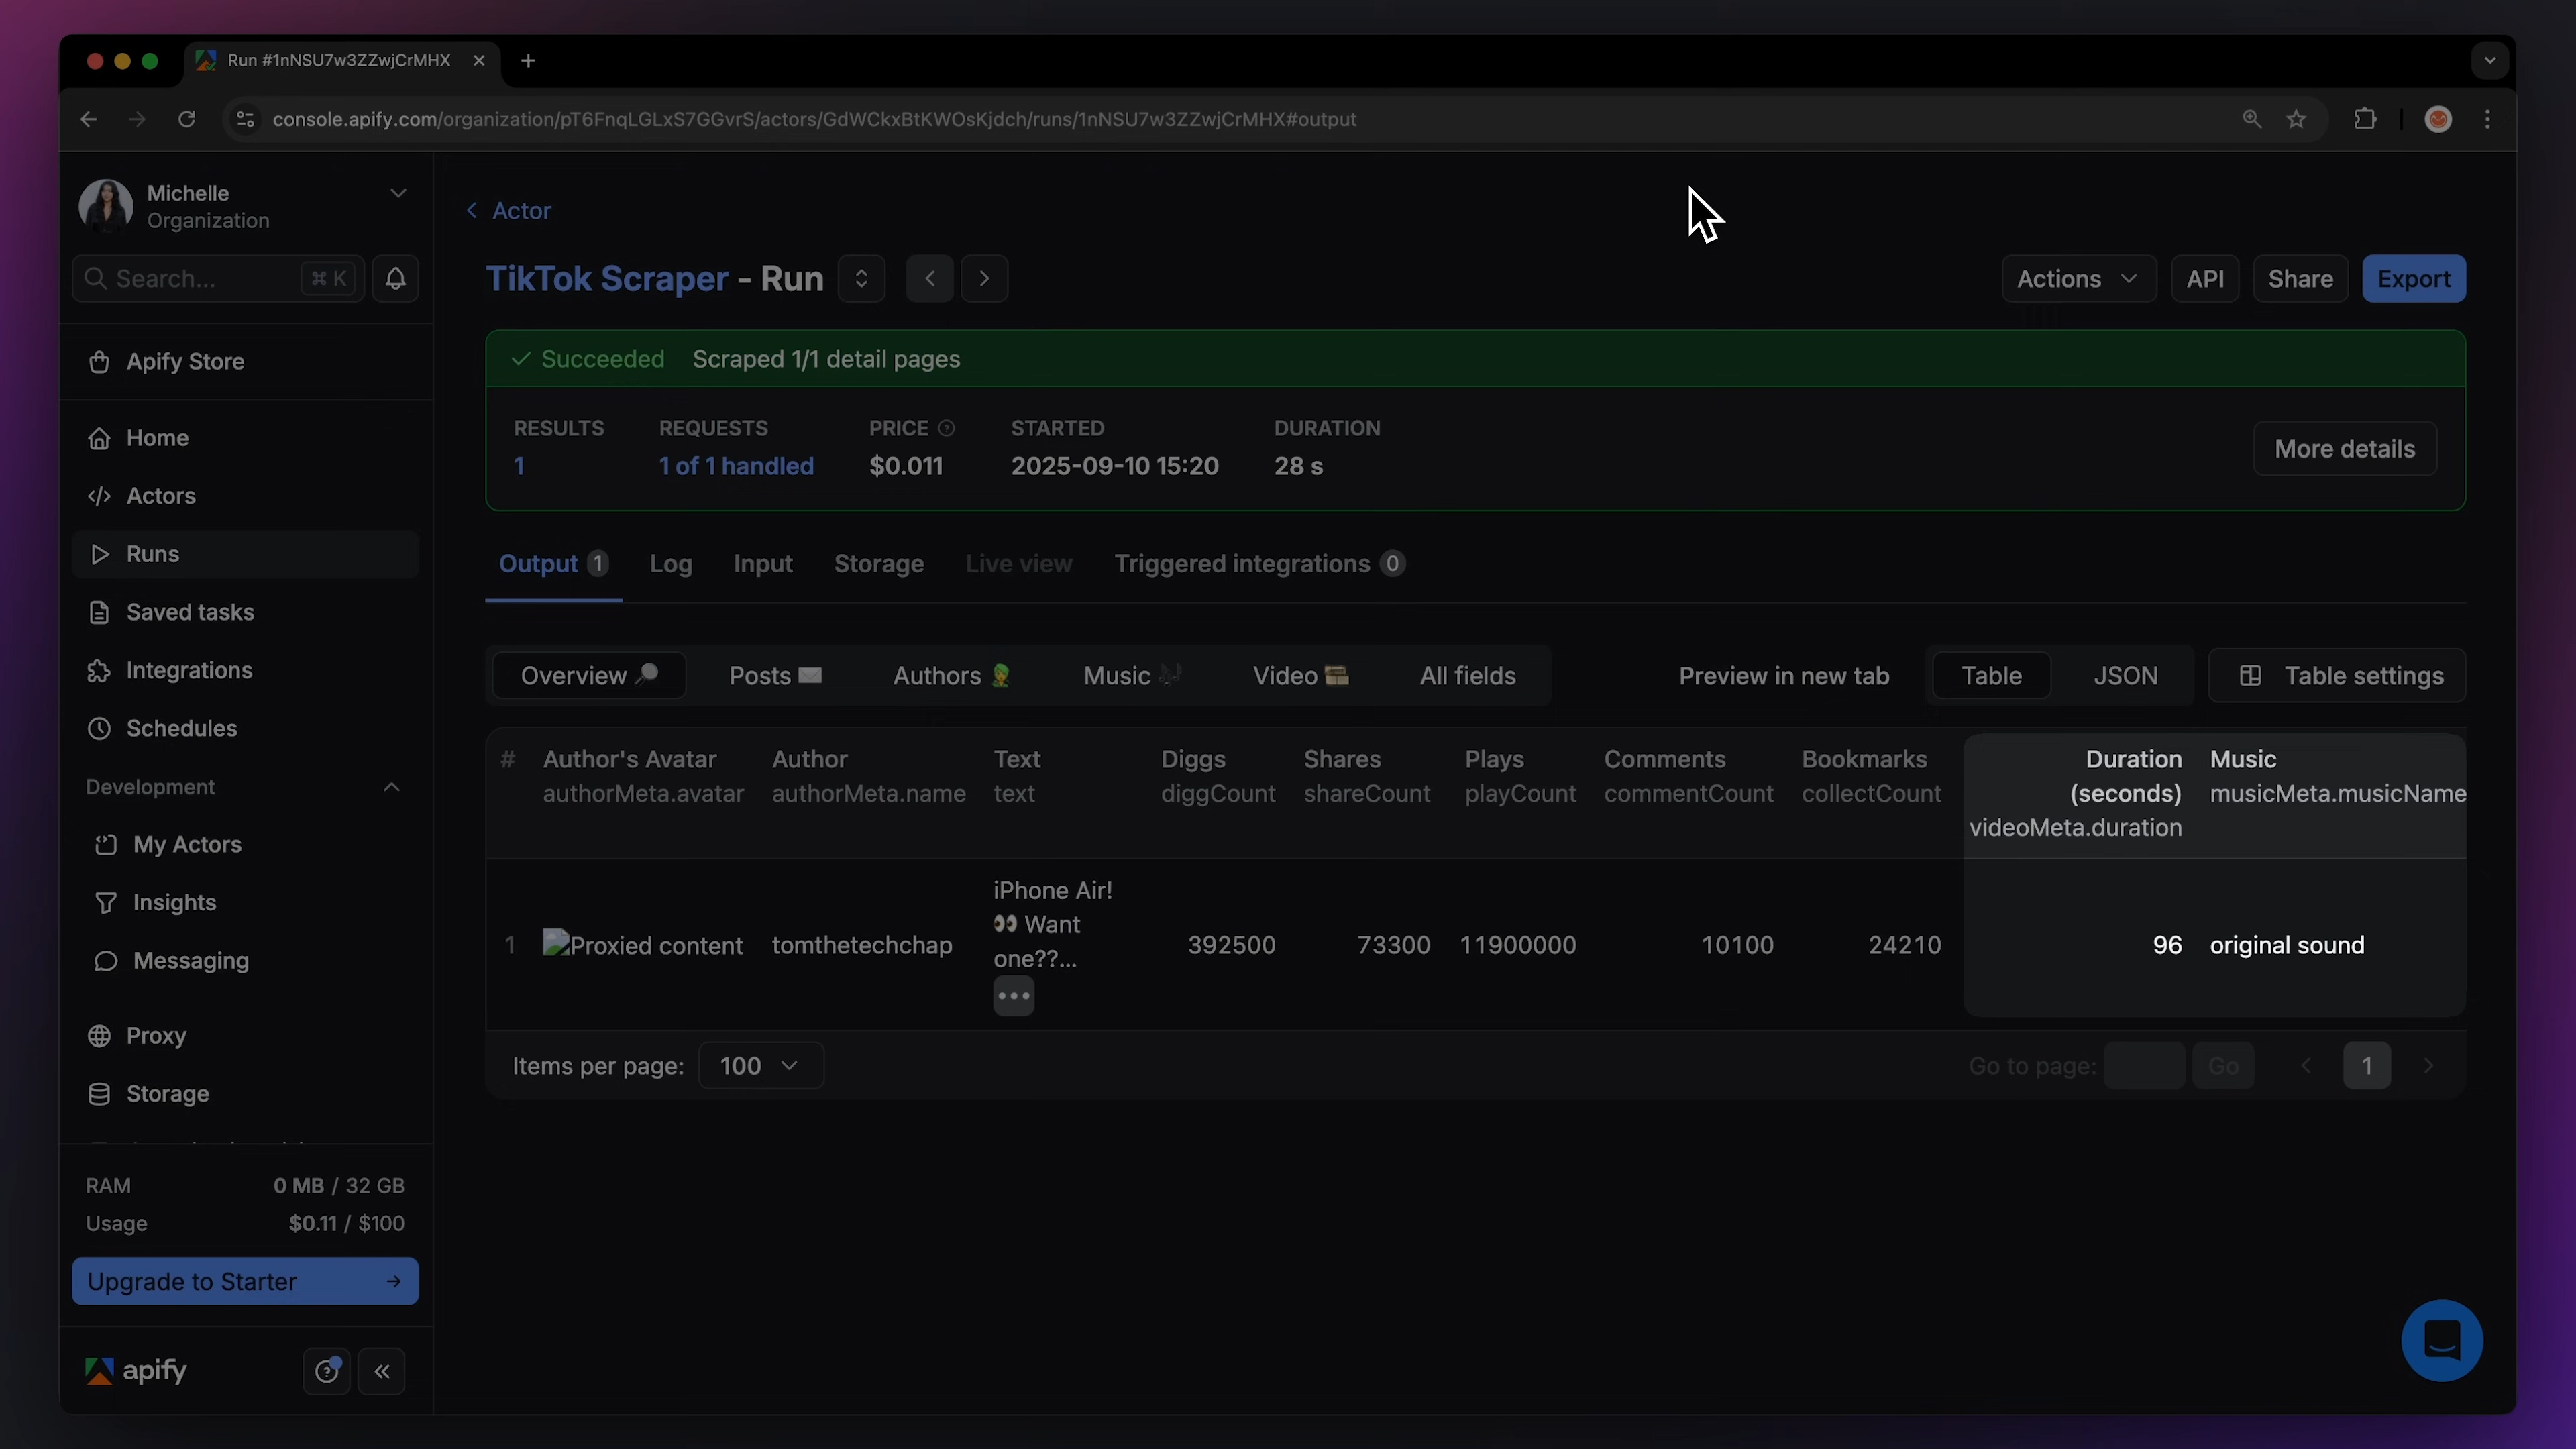 Run #1nNSU7w3ZZwjCrMHX
console.apify.com/organization/pT6FnqLGLxS7GGvrS/actors/GdWCkxBtKWOsKjdch/runs/1nNSU7w3ZZwjCrMHX#output
Michelle
Organization
Search... ⌘ K
Apify Store
Home
Actors
Runs
Saved tasks
Integrations
Schedules
Development
My Actors
Insights
Messaging
Proxy
Storage
RAM 0 MB / 32 GB
Usage $0.11 / $100
Upgrade to Starter
apify
Actor
TikTok Scraper - Run
Actions API Share Export
Succeeded Scraped 1/1 detail pages
RESULTS REQUESTS PRICE STARTED DURATION
1 1 of 1 handled $0.011 2025-09-10 15:20 28 s
More details
Output 1 Log Input Storage Live view Triggered integrations 0
Overview 🔎 Posts ✉️ Authors Music 🎶 Video All fields Preview in new tab Table JSON Table settings
# Author's Avatar Author Text Diggs Shares Plays Comments Bookmarks Duration Music
authorMeta.avatar authorMeta.name text diggCount shareCount playCount commentCount collectCount (seconds) musicMeta.musicName
videoMeta.duration
iPhone Air!
👀 Want
1 Proxied content tomthetechchap one??... 392500 73300 11900000 10100 24210 96 original sound
Items per page: 100 Go to page: Go 1